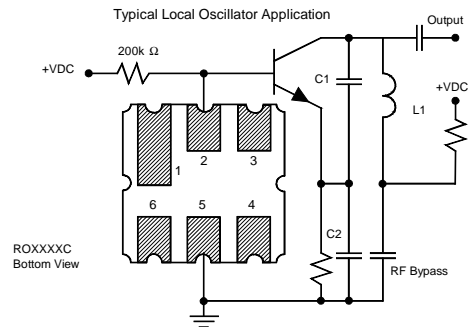 Typical Local Oscillator Application
Output
200k Ω
+VDC
C1
+VDC
L1
1
2
3
6
5
4
C2
ROXXXXC
Bottom View
RF Bypass